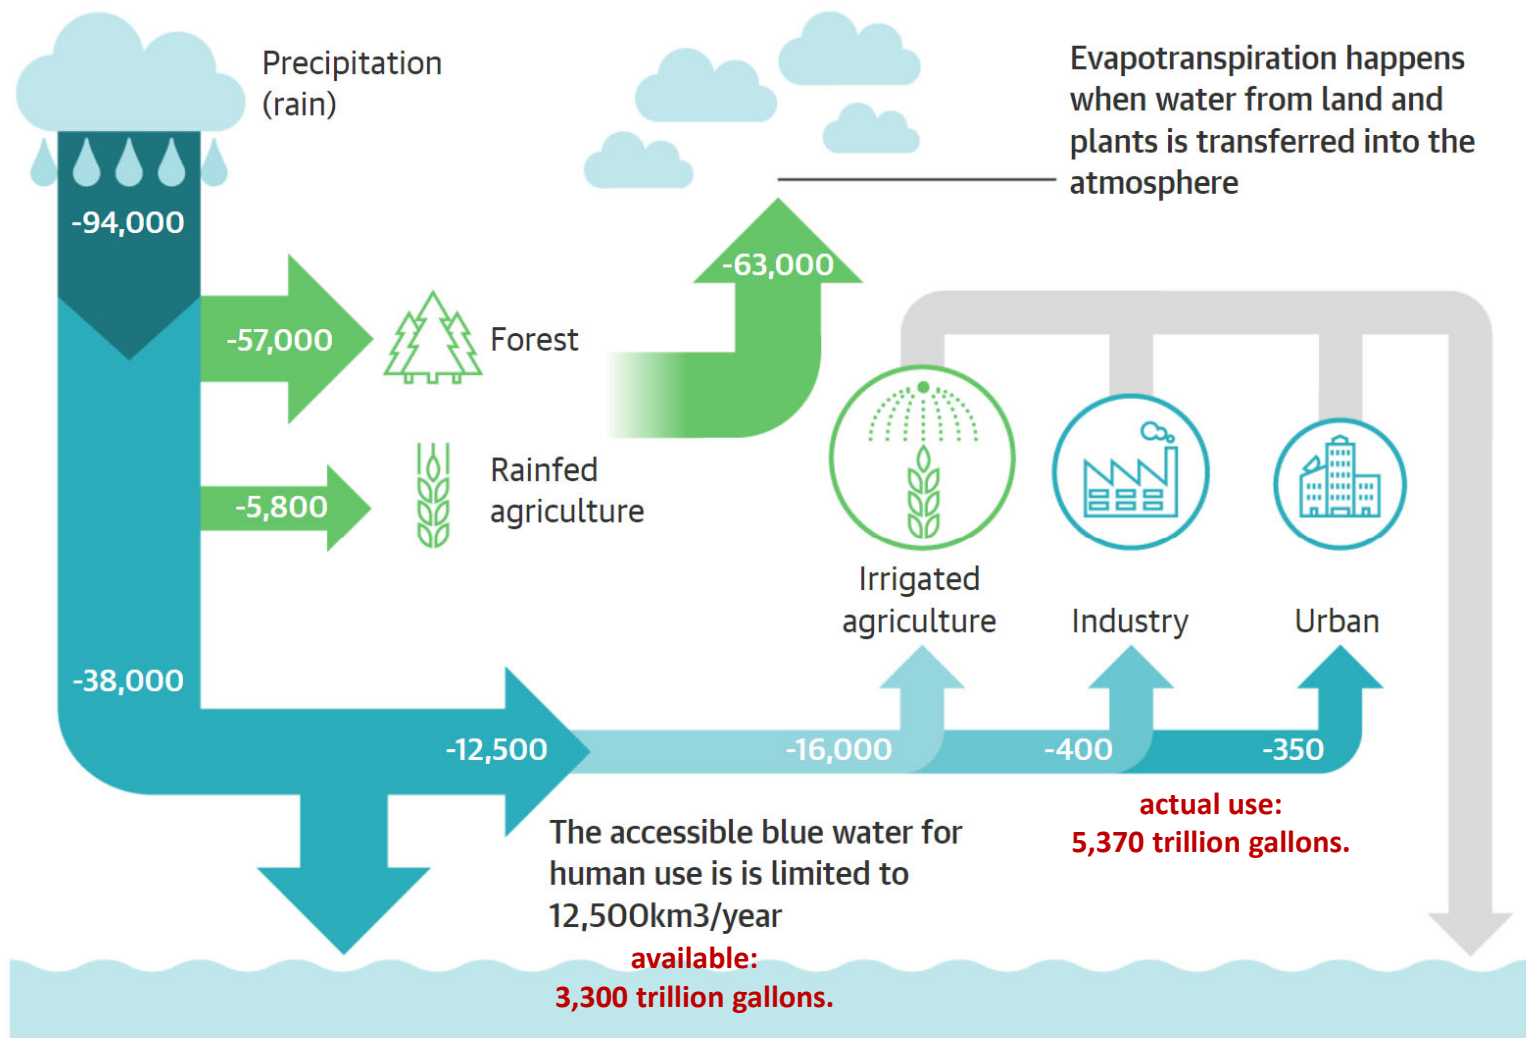 Precipitation
(rain)
Evapotranspiration happens
when water from land and
plants is transferred into the
atmosphere
-94,000
-63,000
-57,000
Forest
-5,800
Rainfed
agriculture
Irrigated
agriculture
Industry
Urban
-38,000
-12,500
-16,000
-400
-350
The accessible blue water for
human use is is limited to
12,500km3/year
available:
3,300 trillion gallons.
actual use:
5,370 trillion gallons.